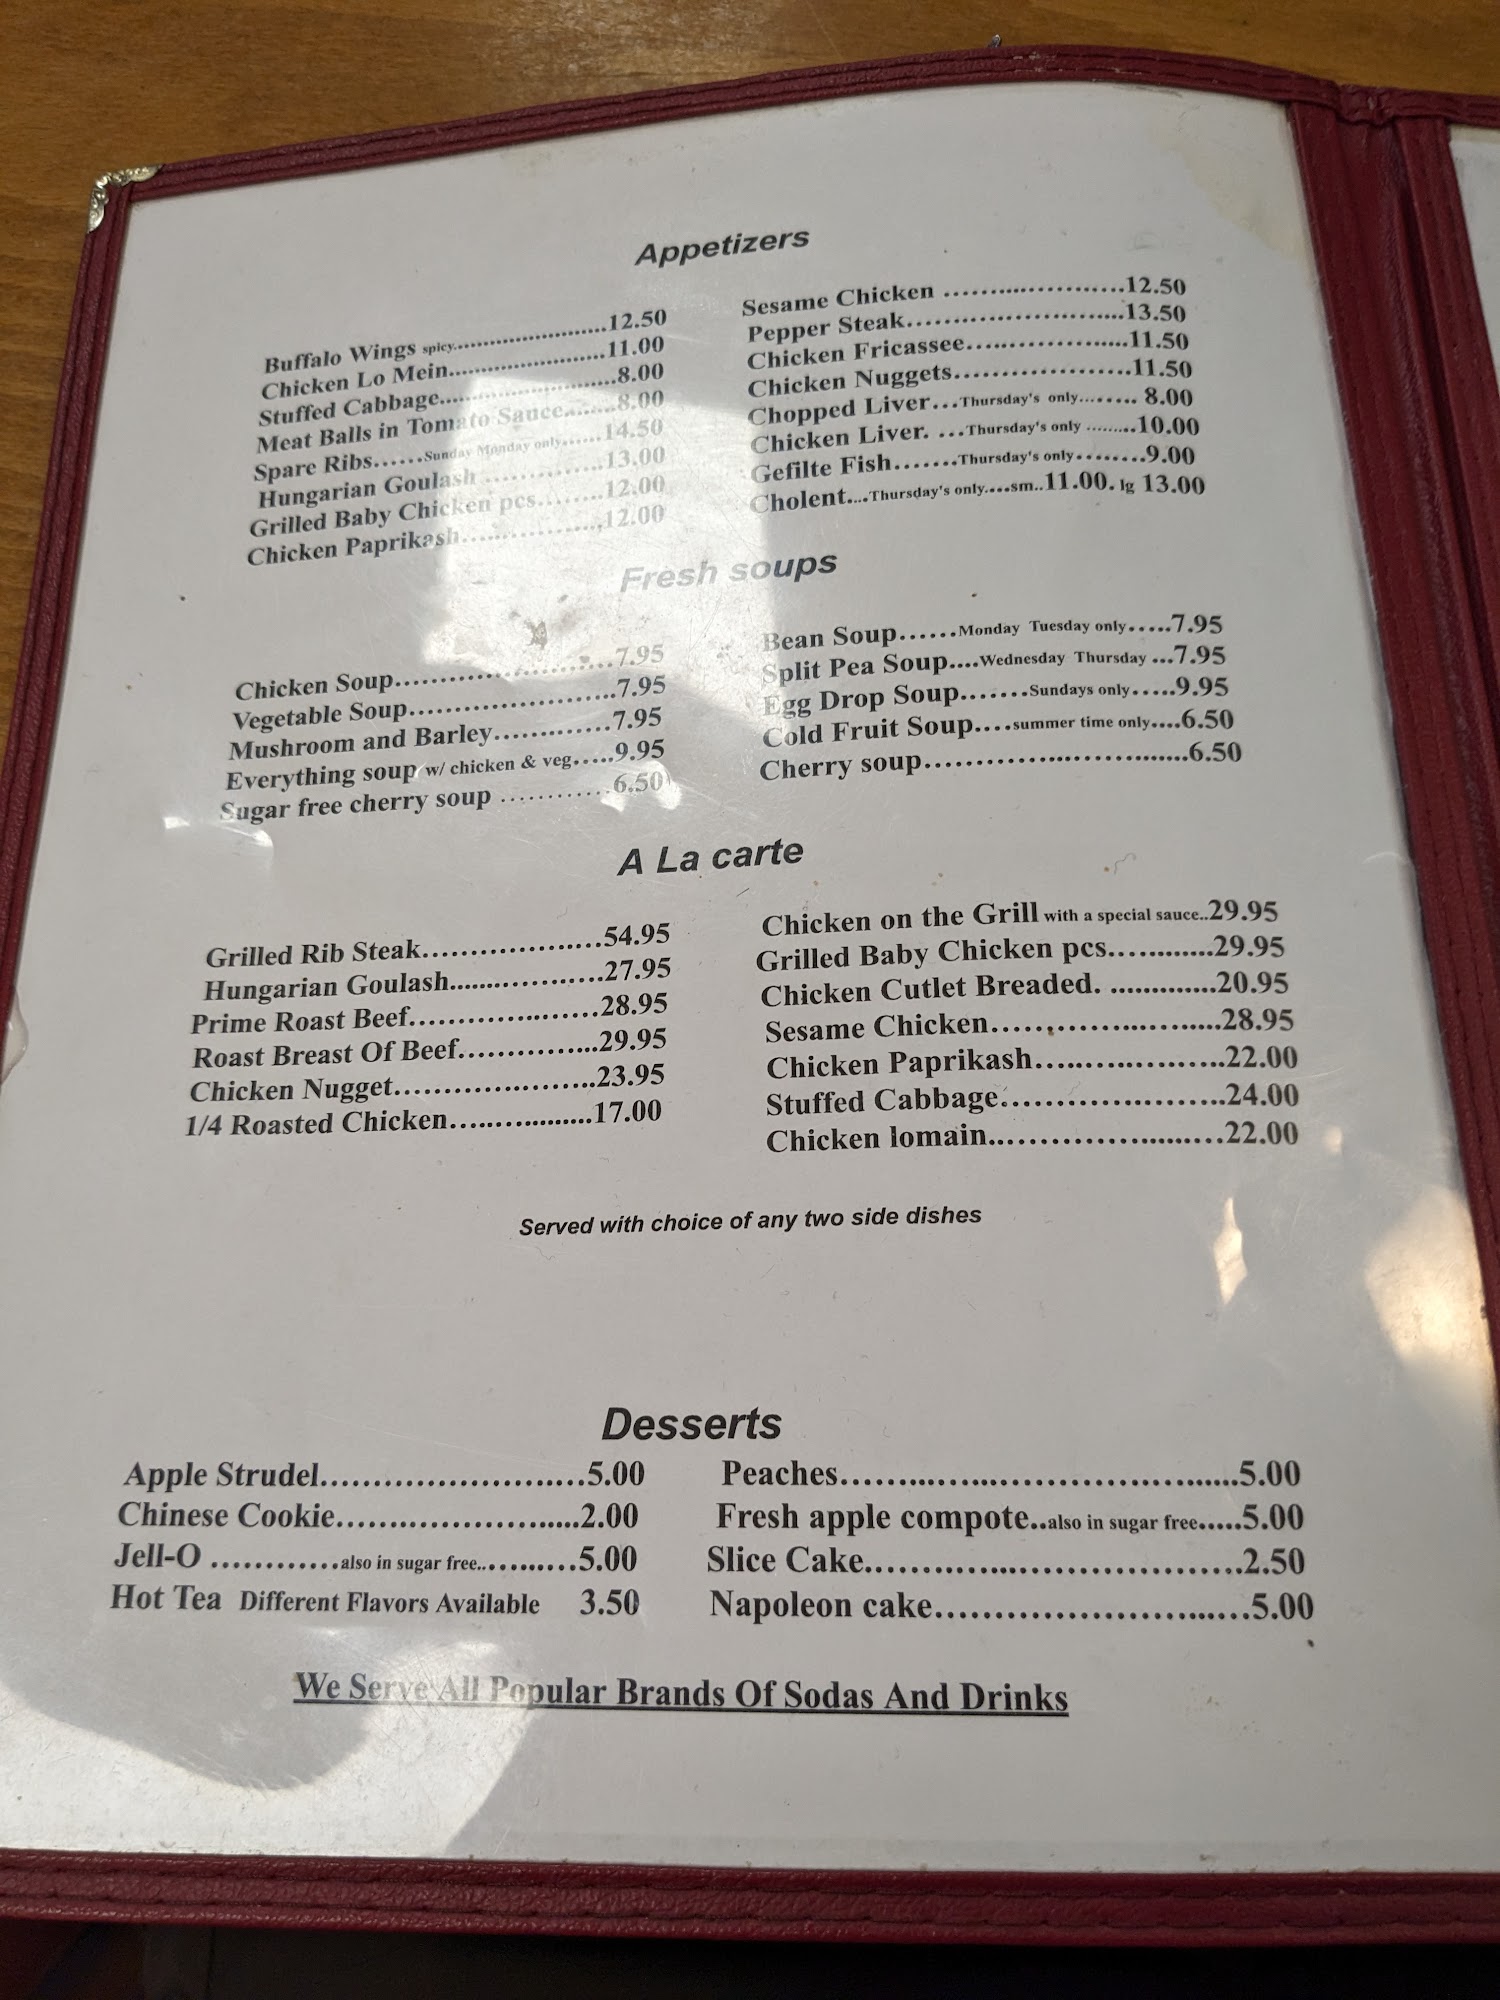 Appetizers
Buffalo Wings spicy..........................12.50
Chicken Lo Mein..........................11.00
Stuffed Cabbage..........................8.00
Meat Balls in Tomato Sauce........8.00
Spare Ribs......Sunday Monday only......14.50
Hungarian Goulash ..................13.00
Grilled Baby Chicken pcs.........12.00
Chicken Paprikash..................,12.00
Sesame Chicken ..........................12.50
Pepper Steak..............................13.50
Chicken Fricassee.......................11.50
Chicken Nuggets.....................11.50
Chopped Liver...Thursday's only......... 8.00
Chicken Liver. ...Thursday's only .........10.00
Gefilte Fish.......Thursday's only.........9.00
Cholent....Thursday's only....sm..11.00. lg 13.00
Fresh soups
Chicken Soup..........................7.95
Vegetable Soup.........................7.95
Mushroom and Barley.............7.95
Everything soup w/ chicken & veg......9.95
Sugar free cherry soup .............6.50
Bean Soup......Monday Tuesday only.....7.95
Split Pea Soup....Wednesday Thursday ...7.95
Egg Drop Soup.......Sundays only.....9.95
Cold Fruit Soup....summer time only....6.50
Cherry soup..............................6.50
A La carte
Grilled Rib Steak......................54.95
Hungarian Goulash....................27.95
Prime Roast Beef.......................28.95
Roast Breast Of Beef.................29.95
Chicken Nugget........................23.95
1/4 Roasted Chicken..................17.00
Chicken on the Grill with a special sauce..29.95
Grilled Baby Chicken pcs.............29.95
Chicken Cutlet Breaded. .............20.95
Sesame Chicken..........................28.95
Chicken Paprikash.......................22.00
Stuffed Cabbage..........................24.00
Chicken lomain...........................22.00
Served with choice of any two side dishes
Desserts
Apple Strudel..........................5.00
Chinese Cookie..........................2.00
Jell-O ............also in sugar free............5.00
Hot Tea Different Flavors Available 3.50
Peaches.......................................5.00
Fresh apple compote..also in sugar free.....5.00
Slice Cake.....................................2.50
Napoleon cake..............................5.00
We Serve All Popular Brands Of Sodas And Drinks